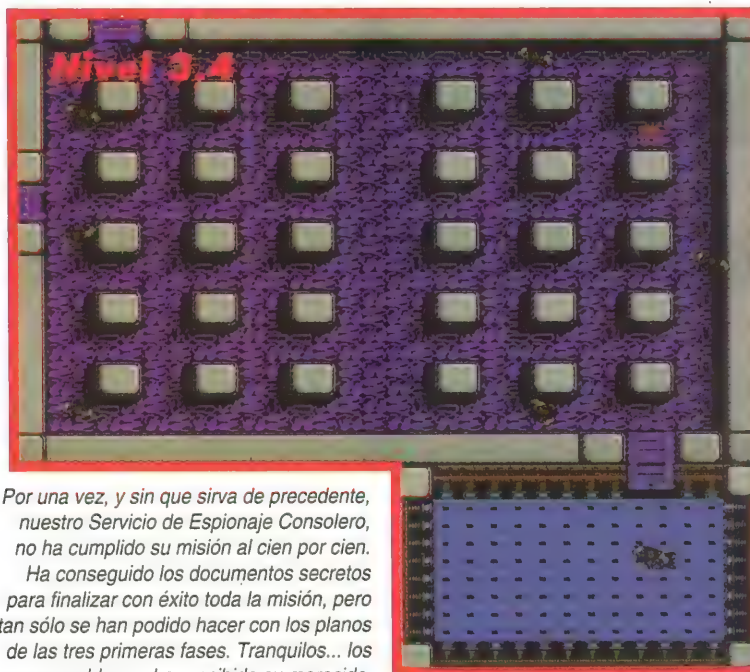 Nivel 3.4
Por una vez, y sin que sirva de precedente,
nuestro Servicio de Espionaje Consolero,
no ha cumplido su misión al cien por cien.
Ha conseguido los documentos secretos
para finalizar con éxito toda la misión, pero
tan sólo se han podido hacer con los planos
de las tres primeras fases. Tranquilos... los